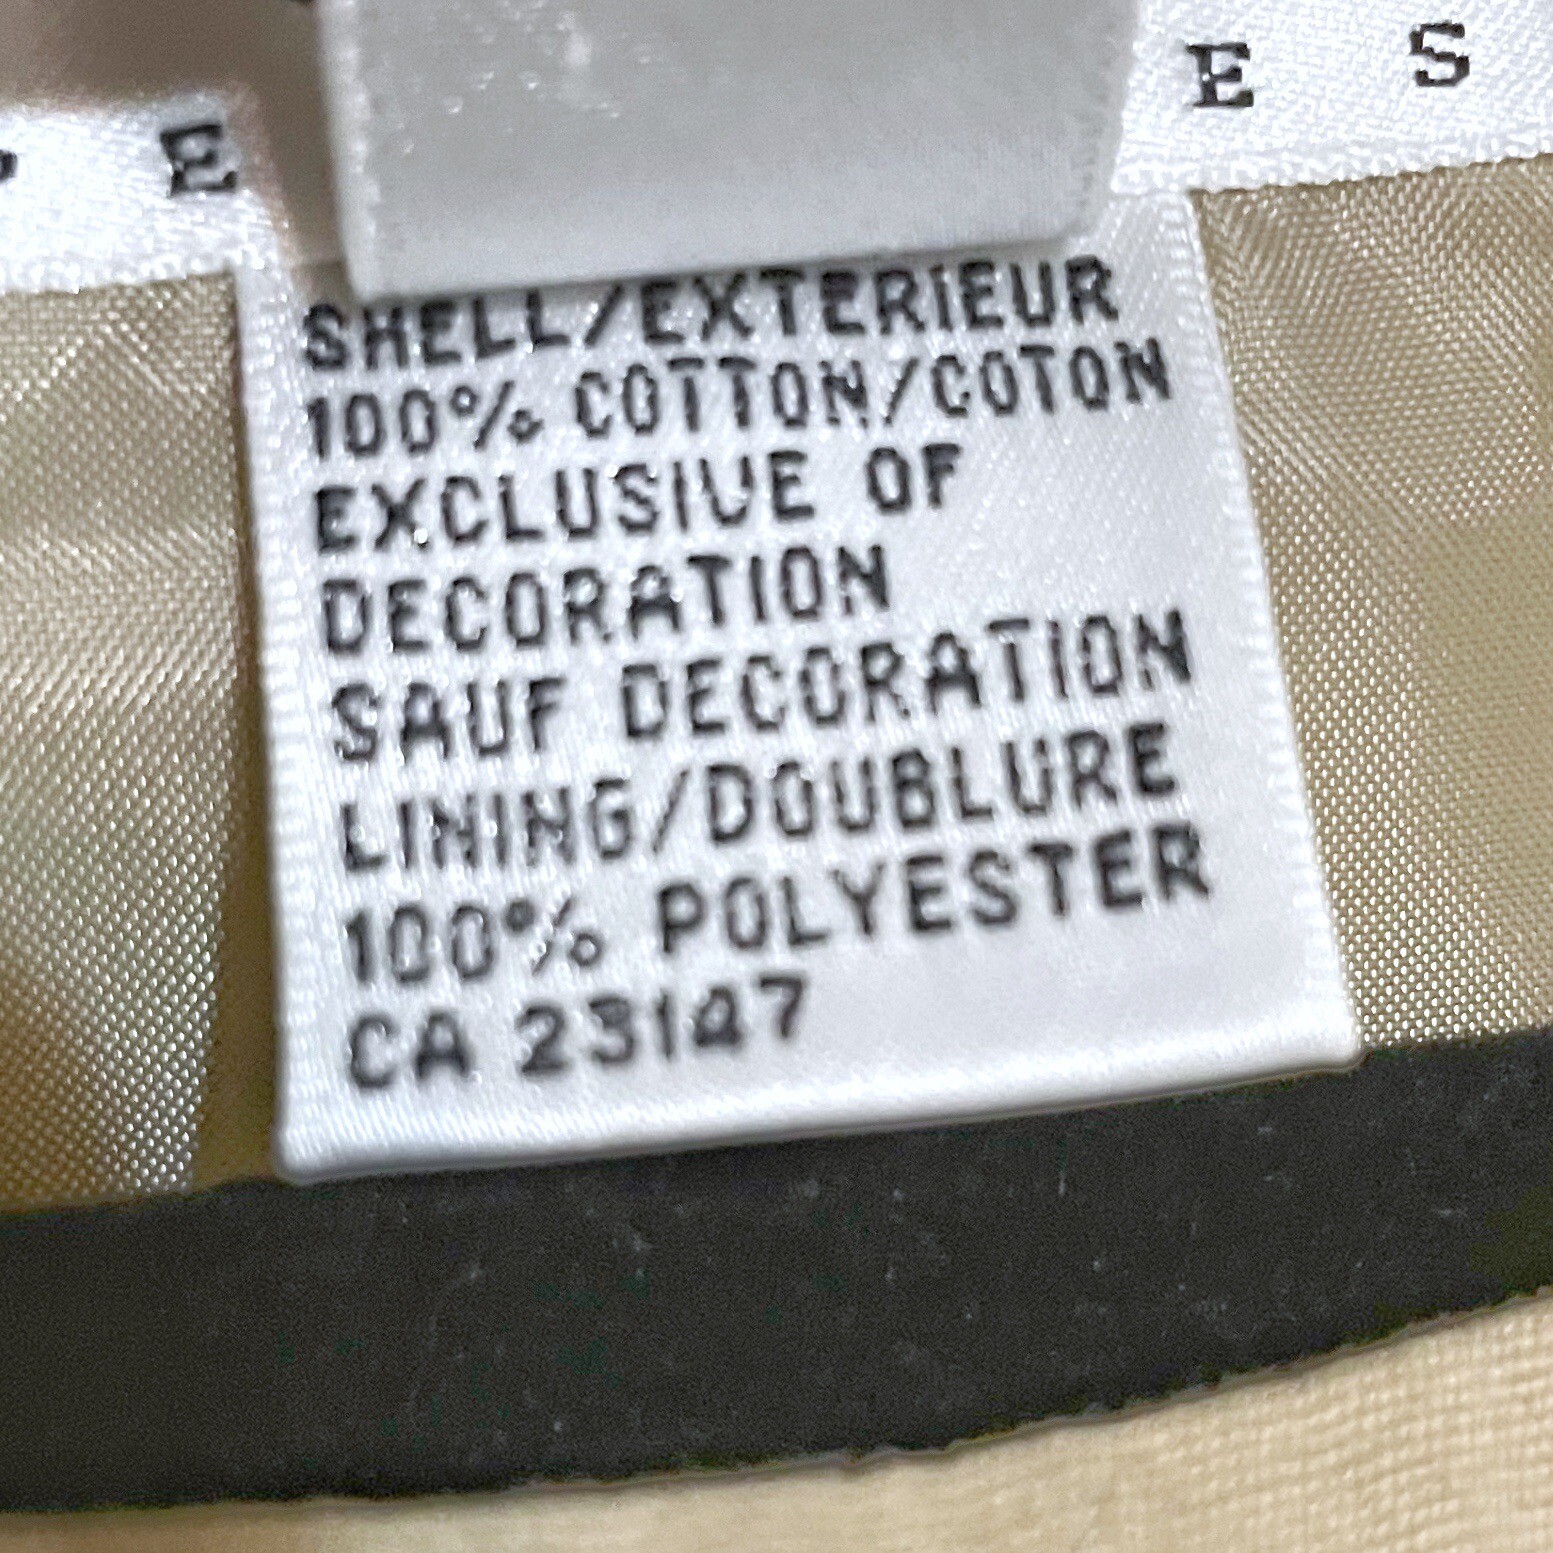 E
E S
SHELL/EXTERIEUR
100% COTTON/COTON
EXCLUSIVE OF
DECORATION
SAUF DECORATION
LINING/DOUBLURE
100% POLYESTER
CA 23147